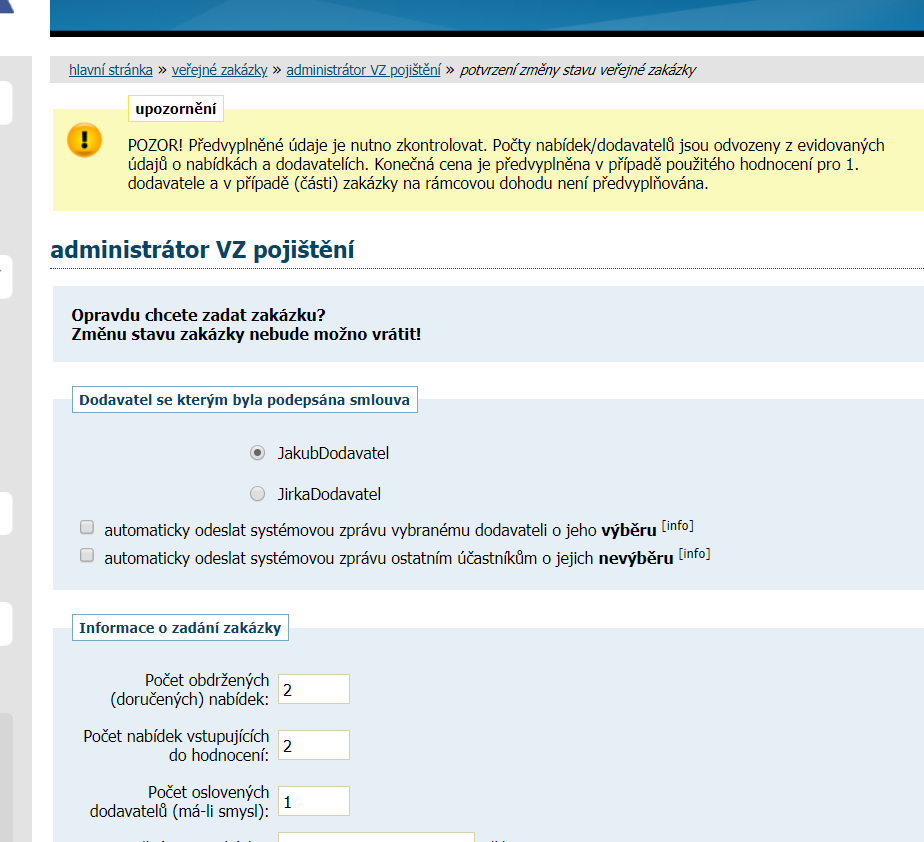 hlavní stránka » veřejné zakázky » administrátor VZ pojištění » potvrzení změny stavu veřejné zakázky
upozornění
POZOR! Předvyplněné údaje je nutno zkontrolovat. Počty nabídek/dodavatelů jsou odvozeny z evidovaných
údajů o nabídkách a dodavatelích. Konečná cena je předvyplněna v případě použitého hodnocení pro 1.
dodavatele a v případě (části) zakázky na rámcovou dohodu není předvyplňována.
administrátor VZ pojištění
Opravdu chcete zadat zakázku?
Změnu stavu zakázky nebude možno vrátit!
Dodavatel se kterým byla podepsána smlouva
JakubDodavatel
JirkaDodavatel
automaticky odeslat systémovou zprávu vybranému dodavateli o jeho výběru [info]
automaticky odeslat systémovou zprávu ostatním účastníkům o jejich nevýběru [info]
Informace o zadání zakázky
Počet obdržených
(doručených) nabídek: 2
Počet nabídek vstupujících
do hodnocení: 2
Počet oslovených
dodavatelů (má-li smysl): 1